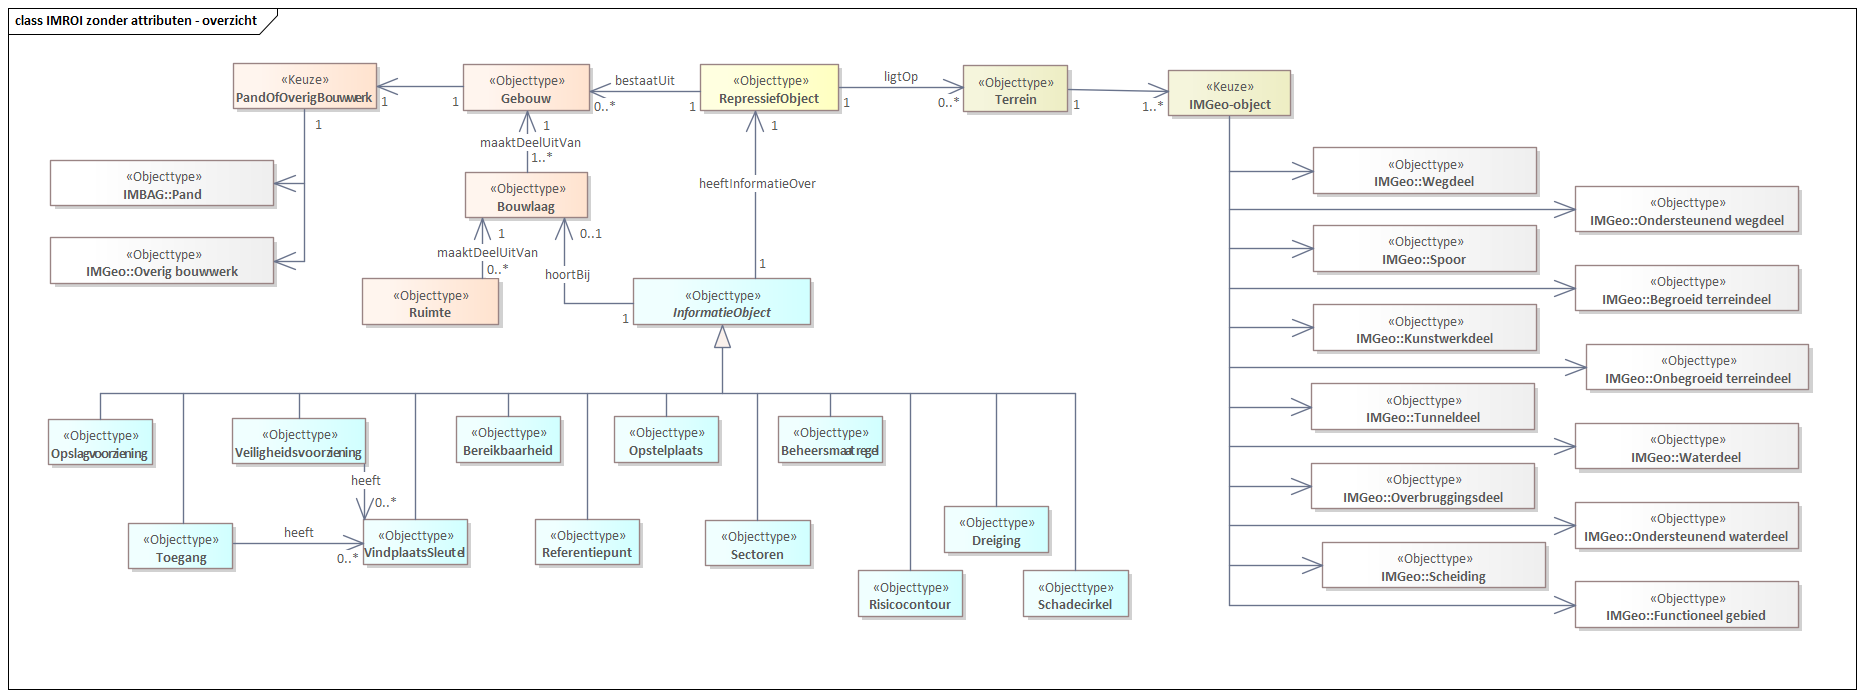 class IMROI zonder attributen - overzicht
«Keuze»
PandOfOverigBouwwerk
1
1
«Objecttype»
Gebouw
bestaatUit
0..*
1
«Objecttype»
RepressiefObject
1
ligtOp
0..*
«Objecttype»
Terrein
1
1..*
«Keuze»
IMGeo-object
1
«Objecttype»
IMBAG::Pand
«Objecttype»
IMGeo::Overig bouwwerk
1
maaktDeelUitVan
1..*
«Objecttype»
Bouwlaag
1
maaktDeelUitVan
0..*
«Objecttype»
Ruimte
0..1
hoortBij
1
1
heeftInformatieOver
1
«Objecttype»
InformatieObject
«Objecttype»
Opslagvoorziening
«Objecttype»
Veiligheidsvoorziening
heeft
0..*
«Objecttype»
Bereikbaarheid
«Objecttype»
Opstelplaats
«Objecttype»
Beheersmaatregel
«Objecttype»
Toegang
heeft
0..*
«Objecttype»
VindplaatsSleutel
«Objecttype»
Referentiepunt
«Objecttype»
Sectoren
«Objecttype»
Dreiging
«Objecttype»
Risicocontour
«Objecttype»
Schadecirkel
«Objecttype»
IMGeo::Wegdeel
«Objecttype»
IMGeo::Ondersteunend wegdeel
«Objecttype»
IMGeo::Spoor
«Objecttype»
IMGeo::Begroeid terreindeel
«Objecttype»
IMGeo::Kunstwerkdeel
«Objecttype»
IMGeo::Onbegroeid terreindeel
«Objecttype»
IMGeo::Tunneldeel
«Objecttype»
IMGeo::Waterdeel
«Objecttype»
IMGeo::Overbruggingsdeel
«Objecttype»
IMGeo::Ondersteunend waterdeel
«Objecttype»
IMGeo::Scheiding
«Objecttype»
IMGeo::Functioneel gebied